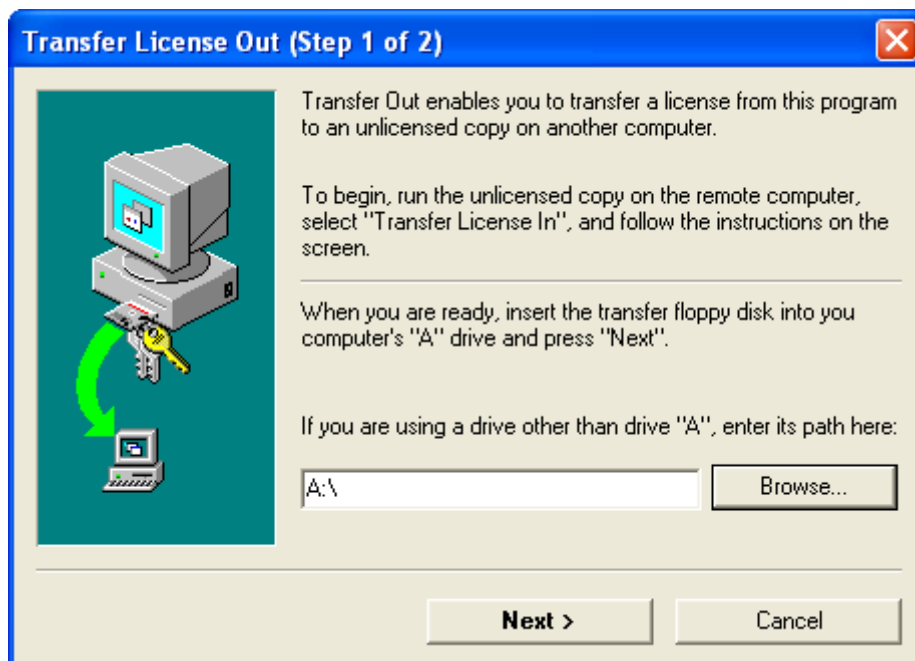 Transfer License Out (Step 1 of 2)
Transfer Out enables you to transfer a license from this program
to an unlicensed copy on another computer.
To begin, run the unlicensed copy on the remote computer,
select "Transfer License In", and follow the instructions on the
screen.
When you are ready, insert the transfer floppy disk into you
computer's "A" drive and press "Next".
If you are using a drive other than drive "A", enter its path here:
A:\
Browse...
Next >
Cancel